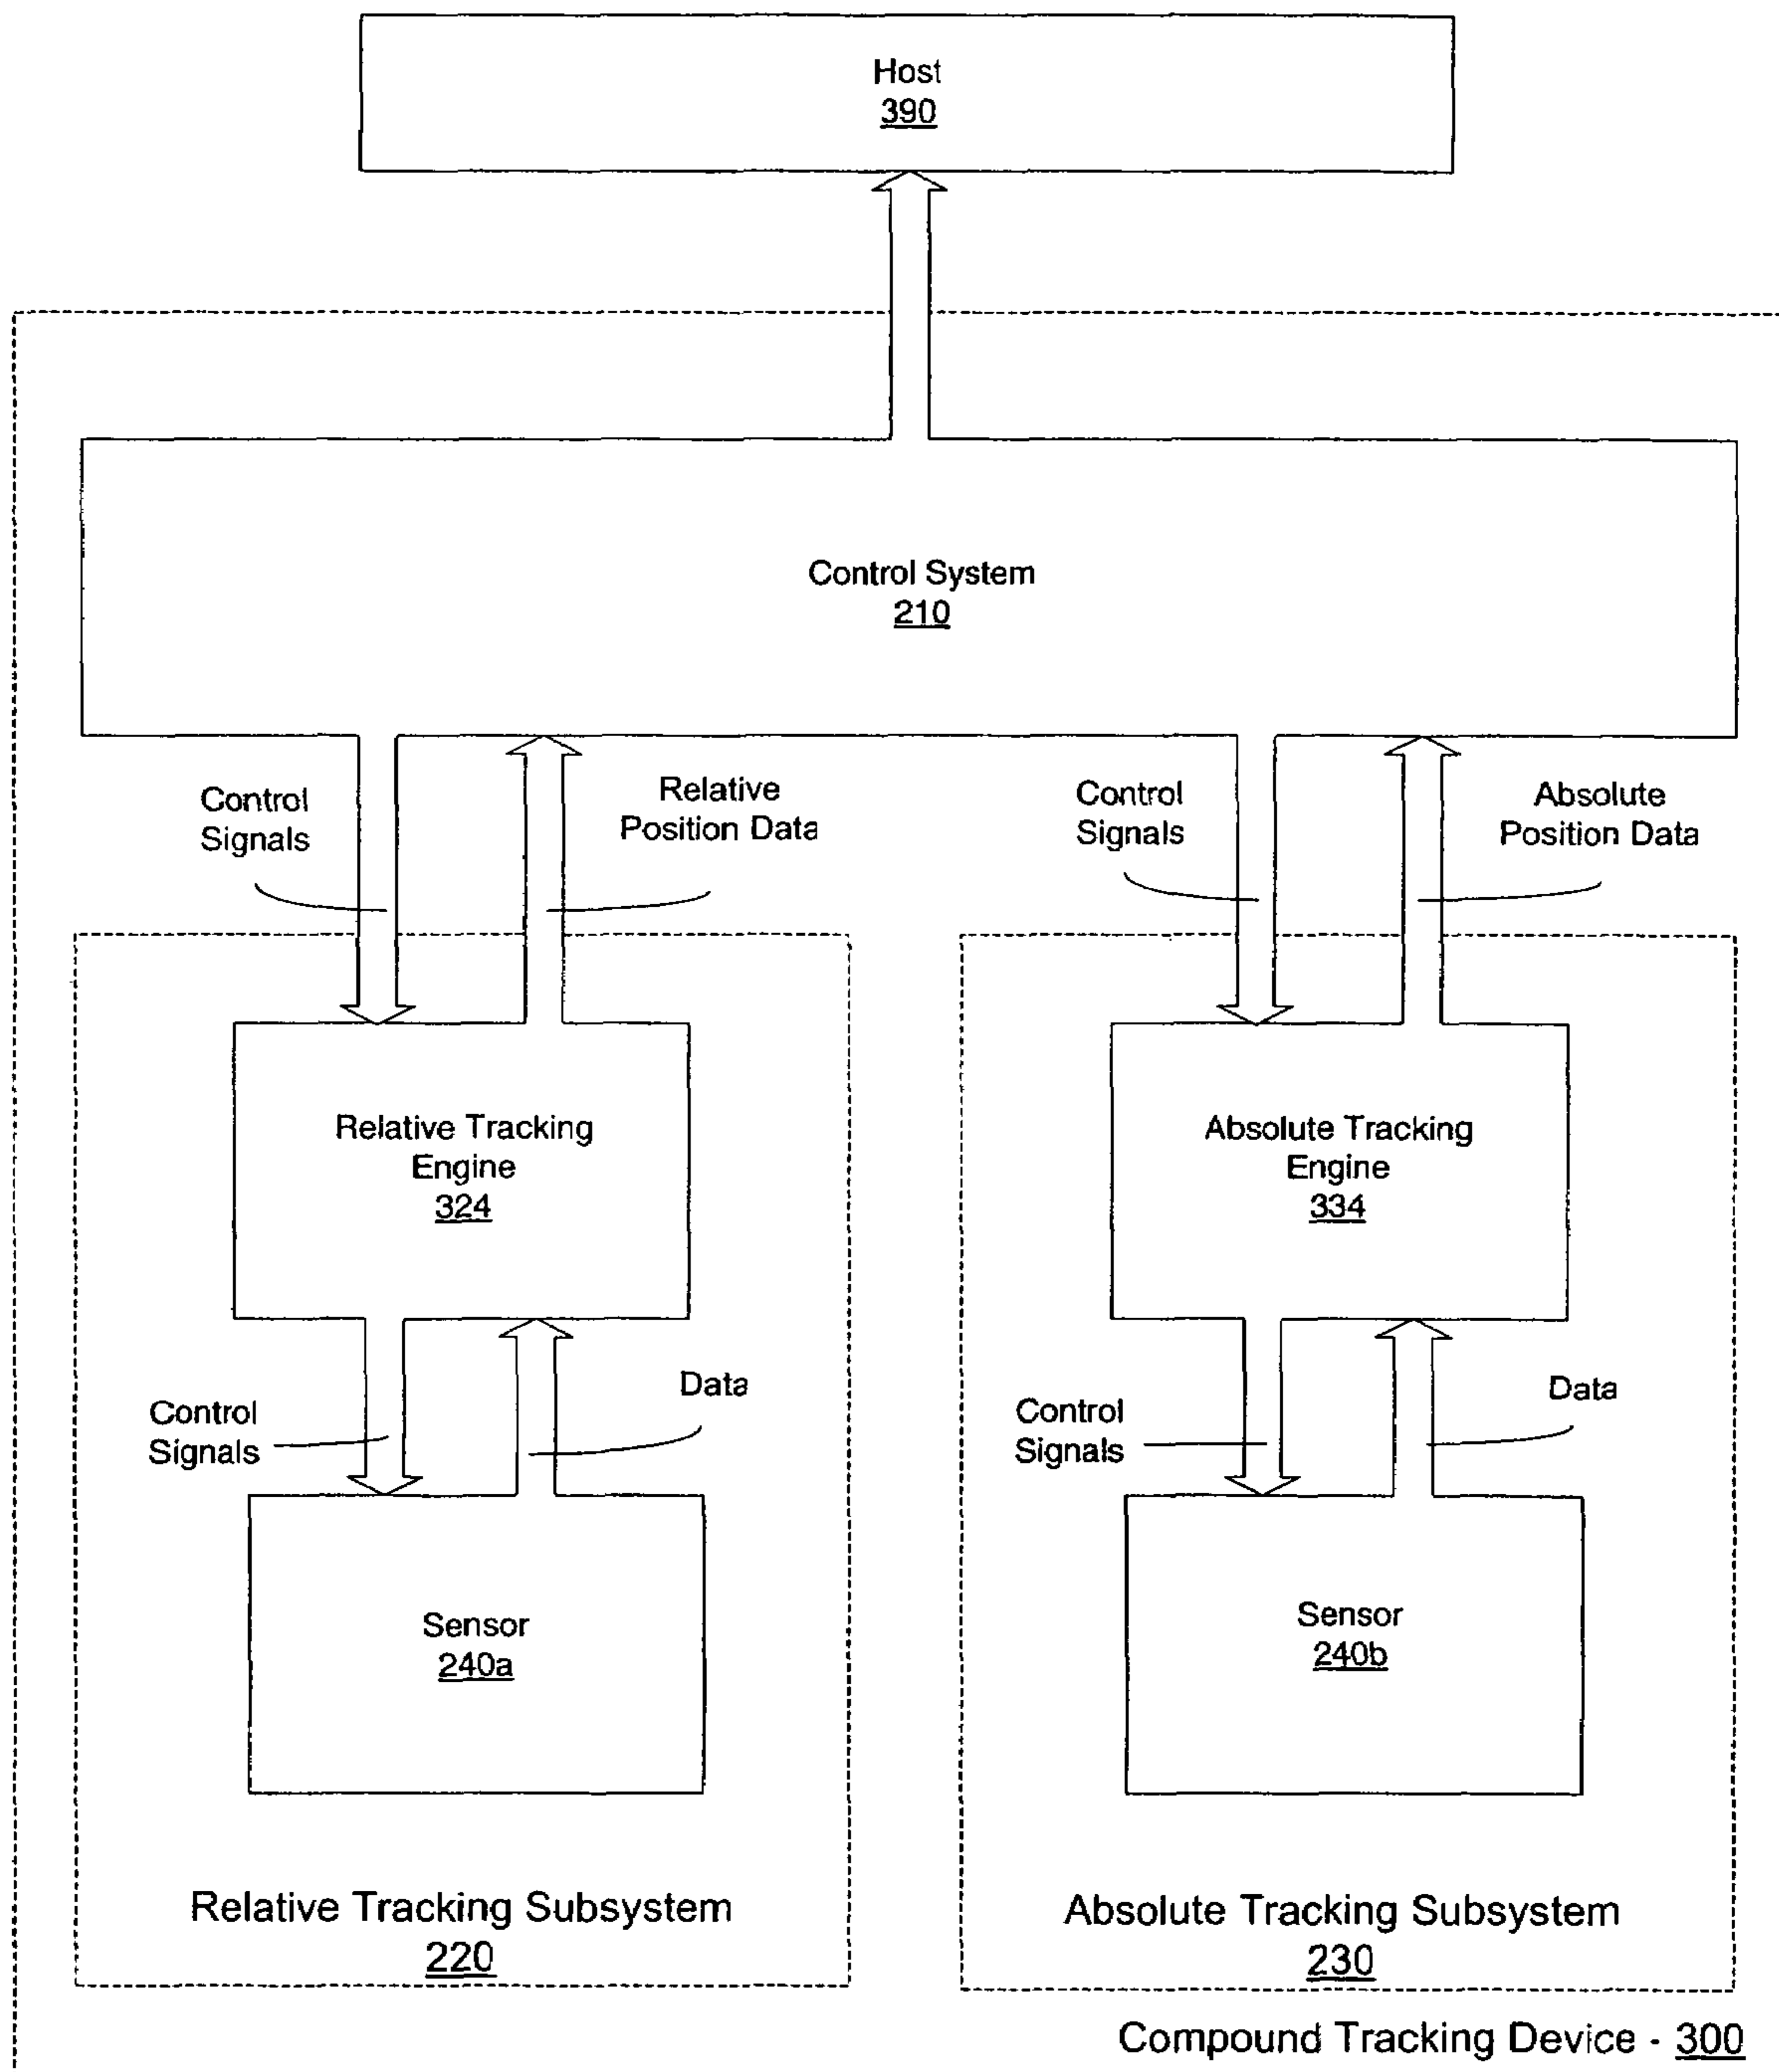 Host
390
Control System
210
Control
Signals
Relative
Position Data
Control
Signals
Absolute
Position Data
Relative Tracking
Engine
324
Absolute Tracking
Engine
334
Control
Signals
Data
Control
Signals
Data
Sensor
240a
Sensor
240b
Relative Tracking Subsystem
220
Absolute Tracking Subsystem
230
Compound Tracking Device - 300